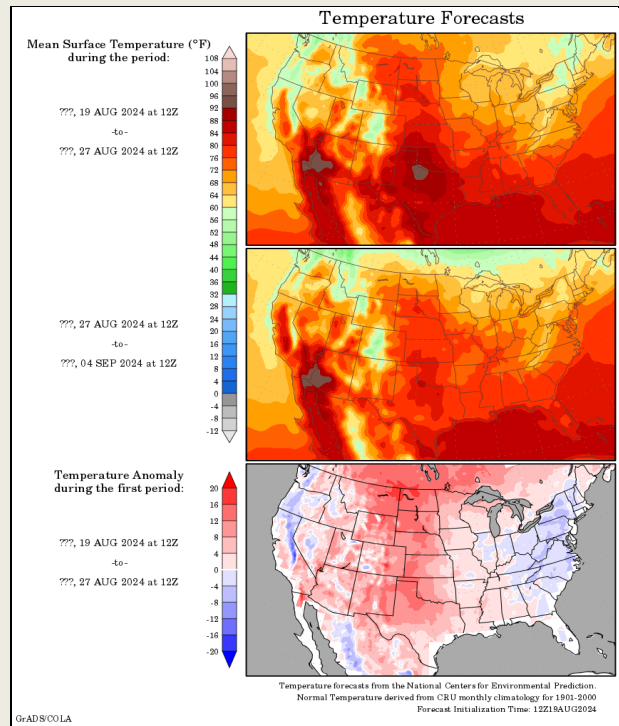 Temperature Forecasts
Mean Surface Temperature (°F)
during the period:
???, 19 AUG 2024 at 12Z
-to-
???, 27 AUG 2024 at 12Z
108
104
100
96
92
88
84
80
76
72
68
64
60
56
52
48
44
40
36
32
28
24
20
16
12
8
4
0
-4
-8
-12
???, 27 AUG 2024 at 12Z
-to-
???, 04 SEP 2024 at 12Z
Temperature Anomaly
during the first period:
???, 19 AUG 2024 at 12Z
-to-
???, 27 AUG 2024 at 12Z
20
16
12
8
4
0
-4
-8
-12
-16
-20
Temperature forecasts from the National Centers for Environmental Prediction.
Normal Temperature derived from CRU monthly climatology for 1901-2000
Forecast Initialization Time: 12Z19AUG2024
GrADS/COLA